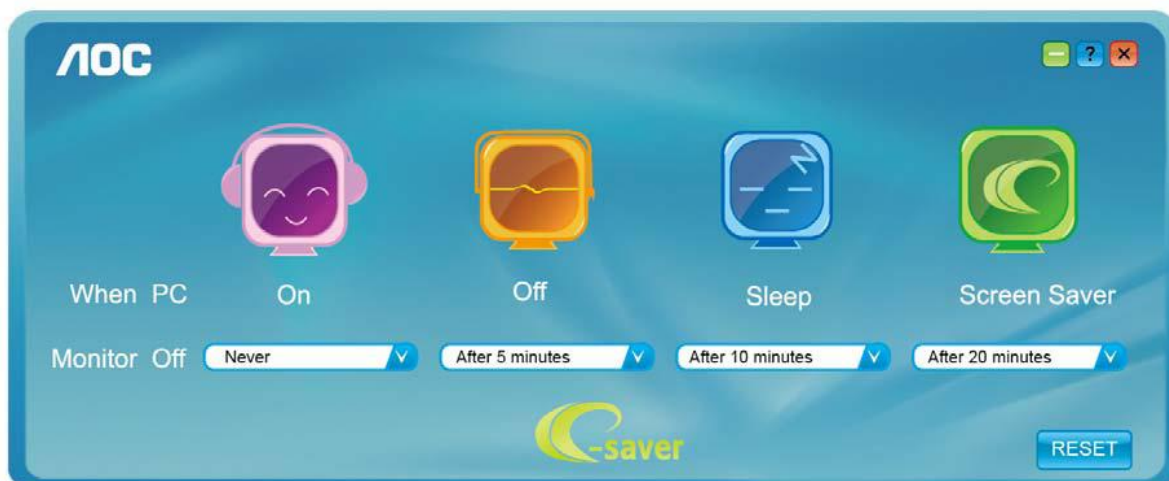 AOC
?
When PC On Off Sleep Screen Saver
Monitor Off Never After 5 minutes After 10 minutes After 20 minutes
e-saver
RESET